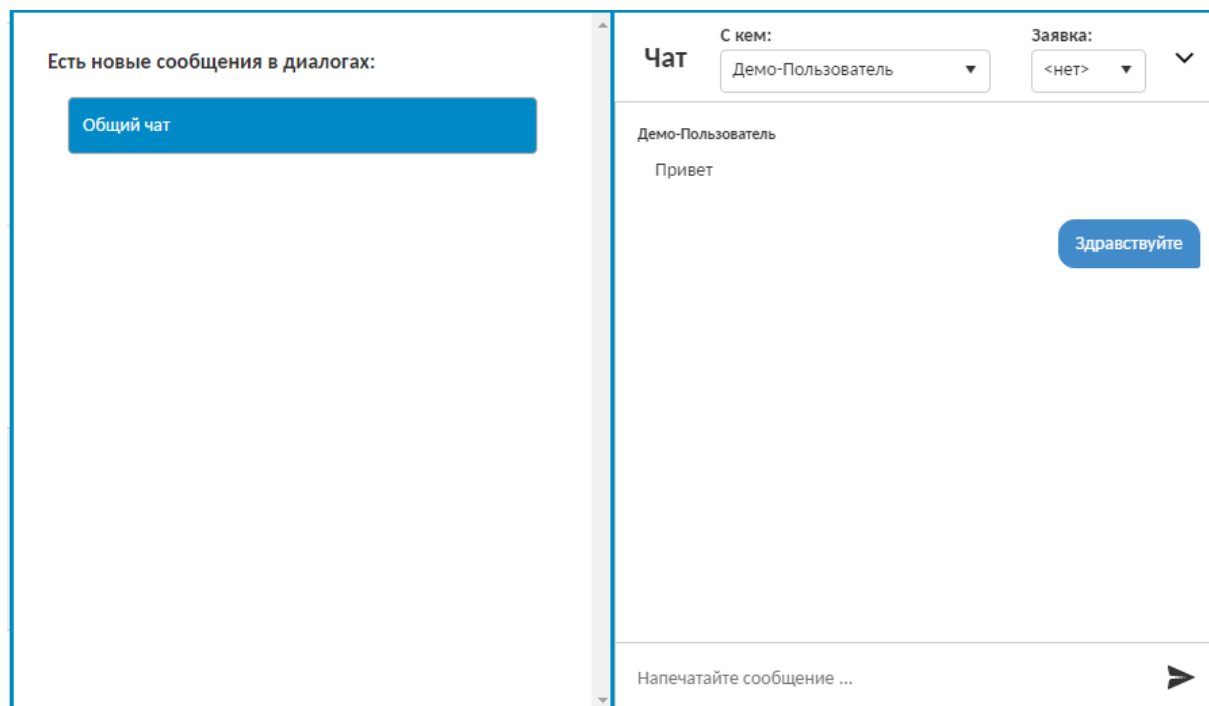 Есть новые сообщения в диалогах:
Общий чат
Чат
С кем:
Демо-Пользователь
Заявка:
<нет>
Демо-Пользователь
Привет
Здравствуйте
Напечатайте сообщение ...